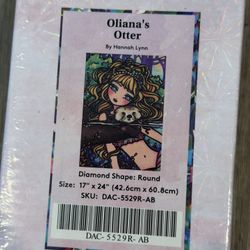 Oliana's
Otter
By Hannah Lynn
Diamond Shape: Round
Size: 17" x 24" (42.6cm x 60.8cm)
SKU: DAC-5529R-AB
DAC- 5529R- AB